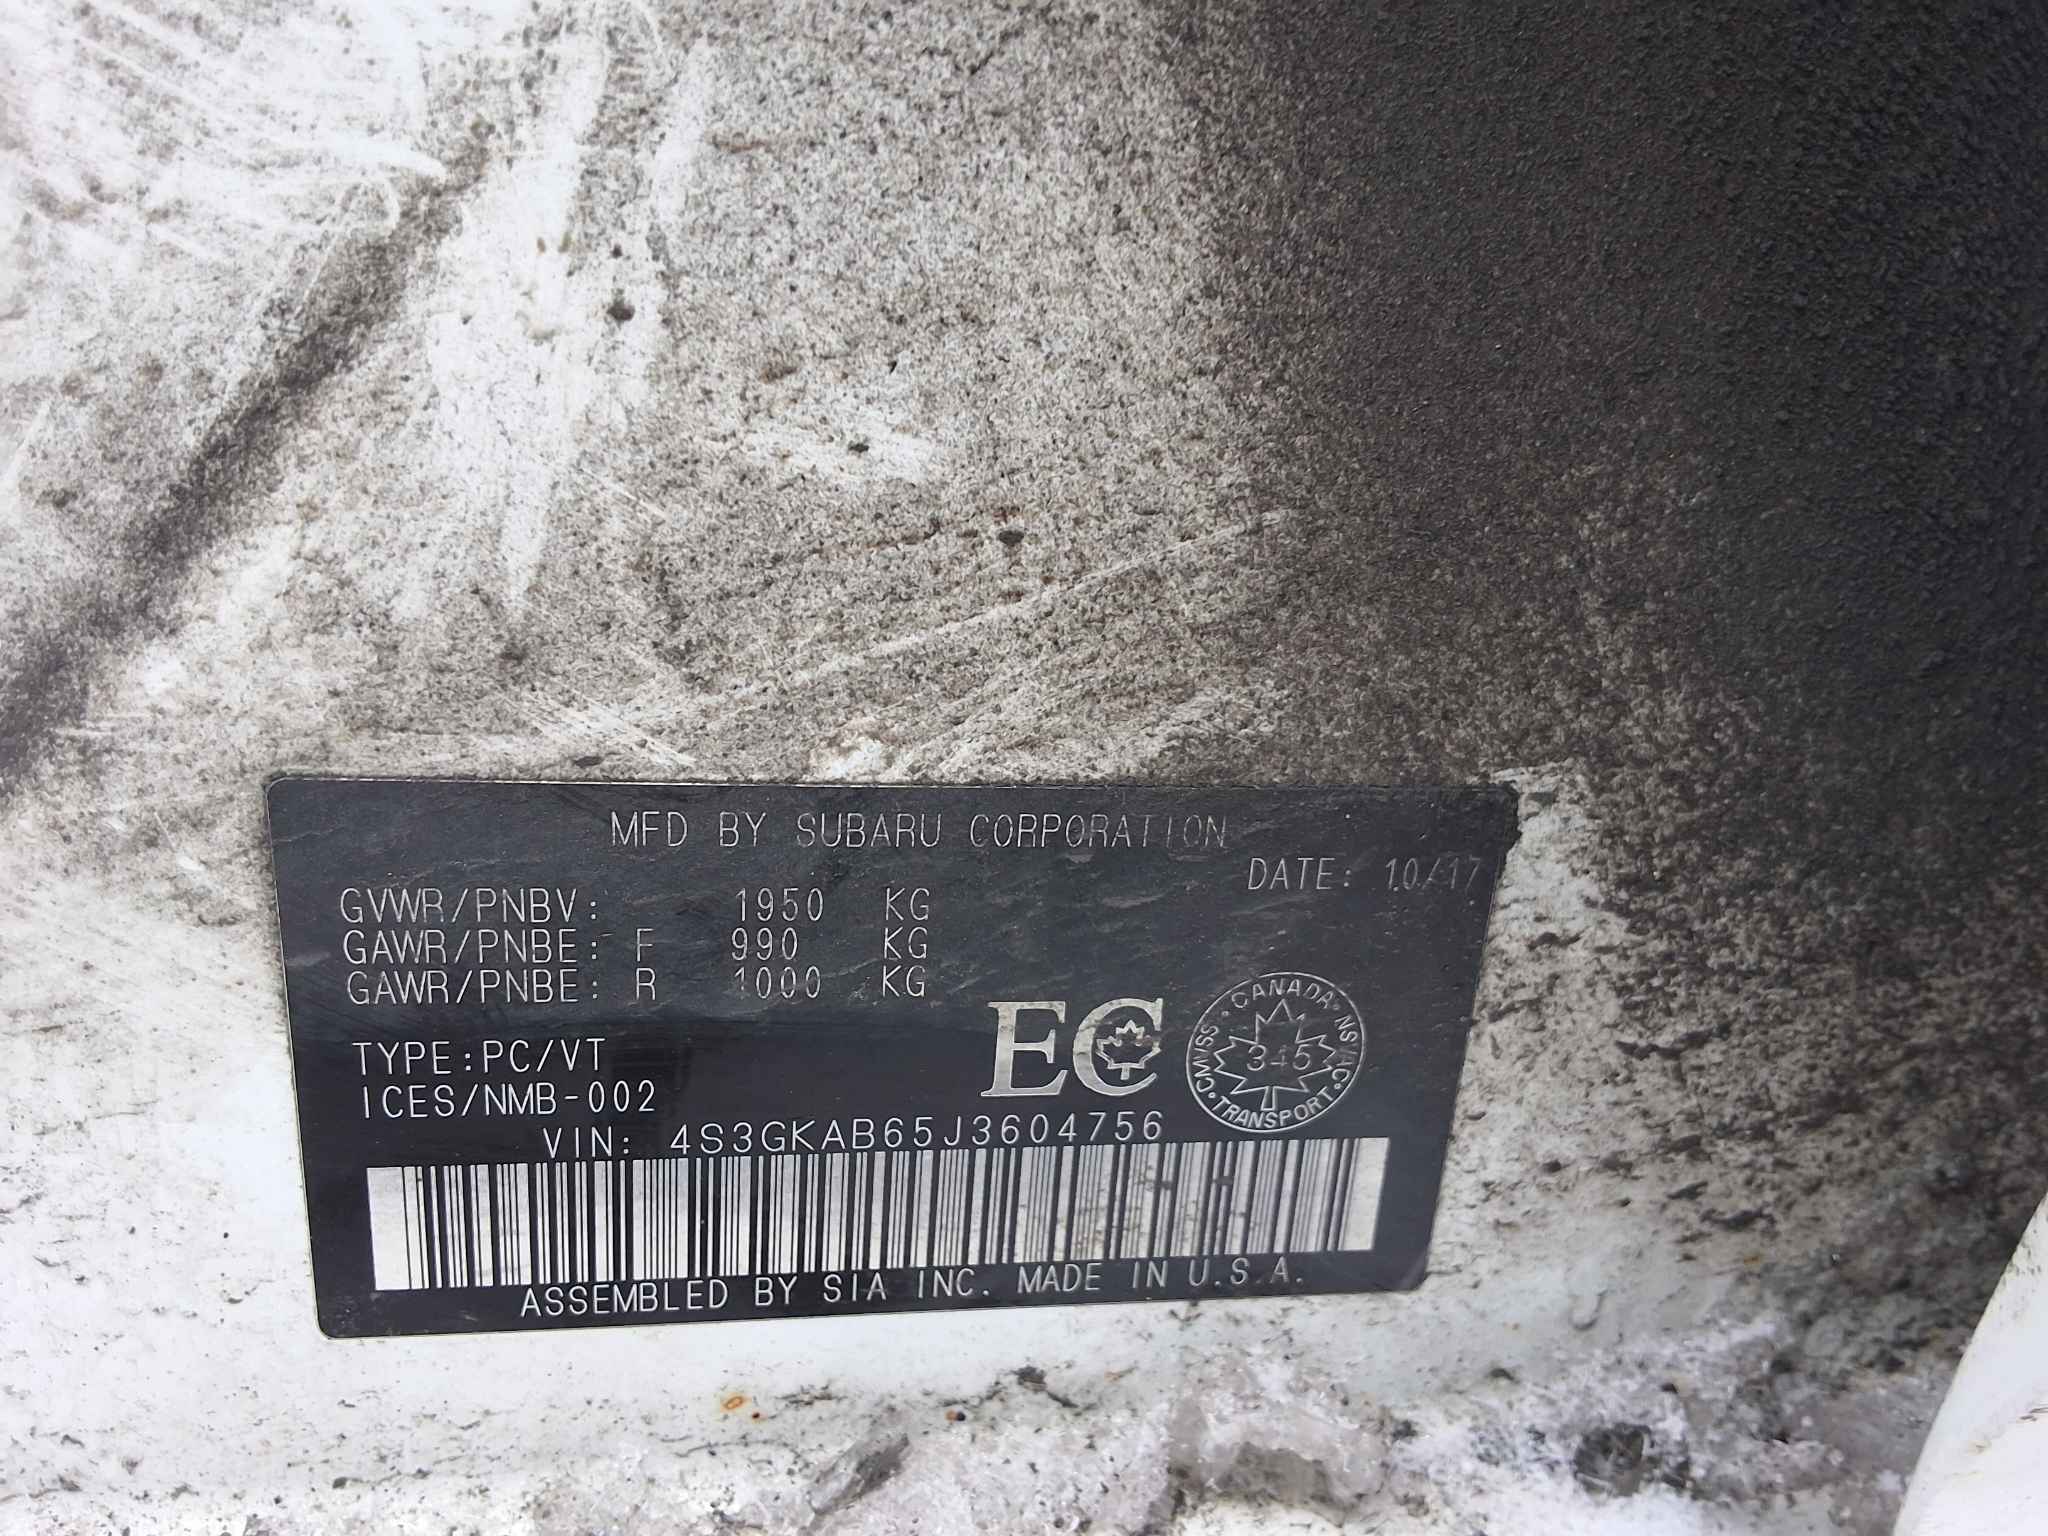 MFD BY SUBARU CORPORATION
DATE: 10/17
GVWR/PNBV: 1950 KG
GAWR/PNBE: F 990 KG
GAWR/PNBE: R 1000 KG
EC
CANADA
CMVSS 345 NSVAC
TRANSPORT
TYPE:PC/VT
ICES/NMB-002
VIN: 4S3GKAB65J3604756
ASSEMBLED BY SIA INC. MADE IN U.S.A.